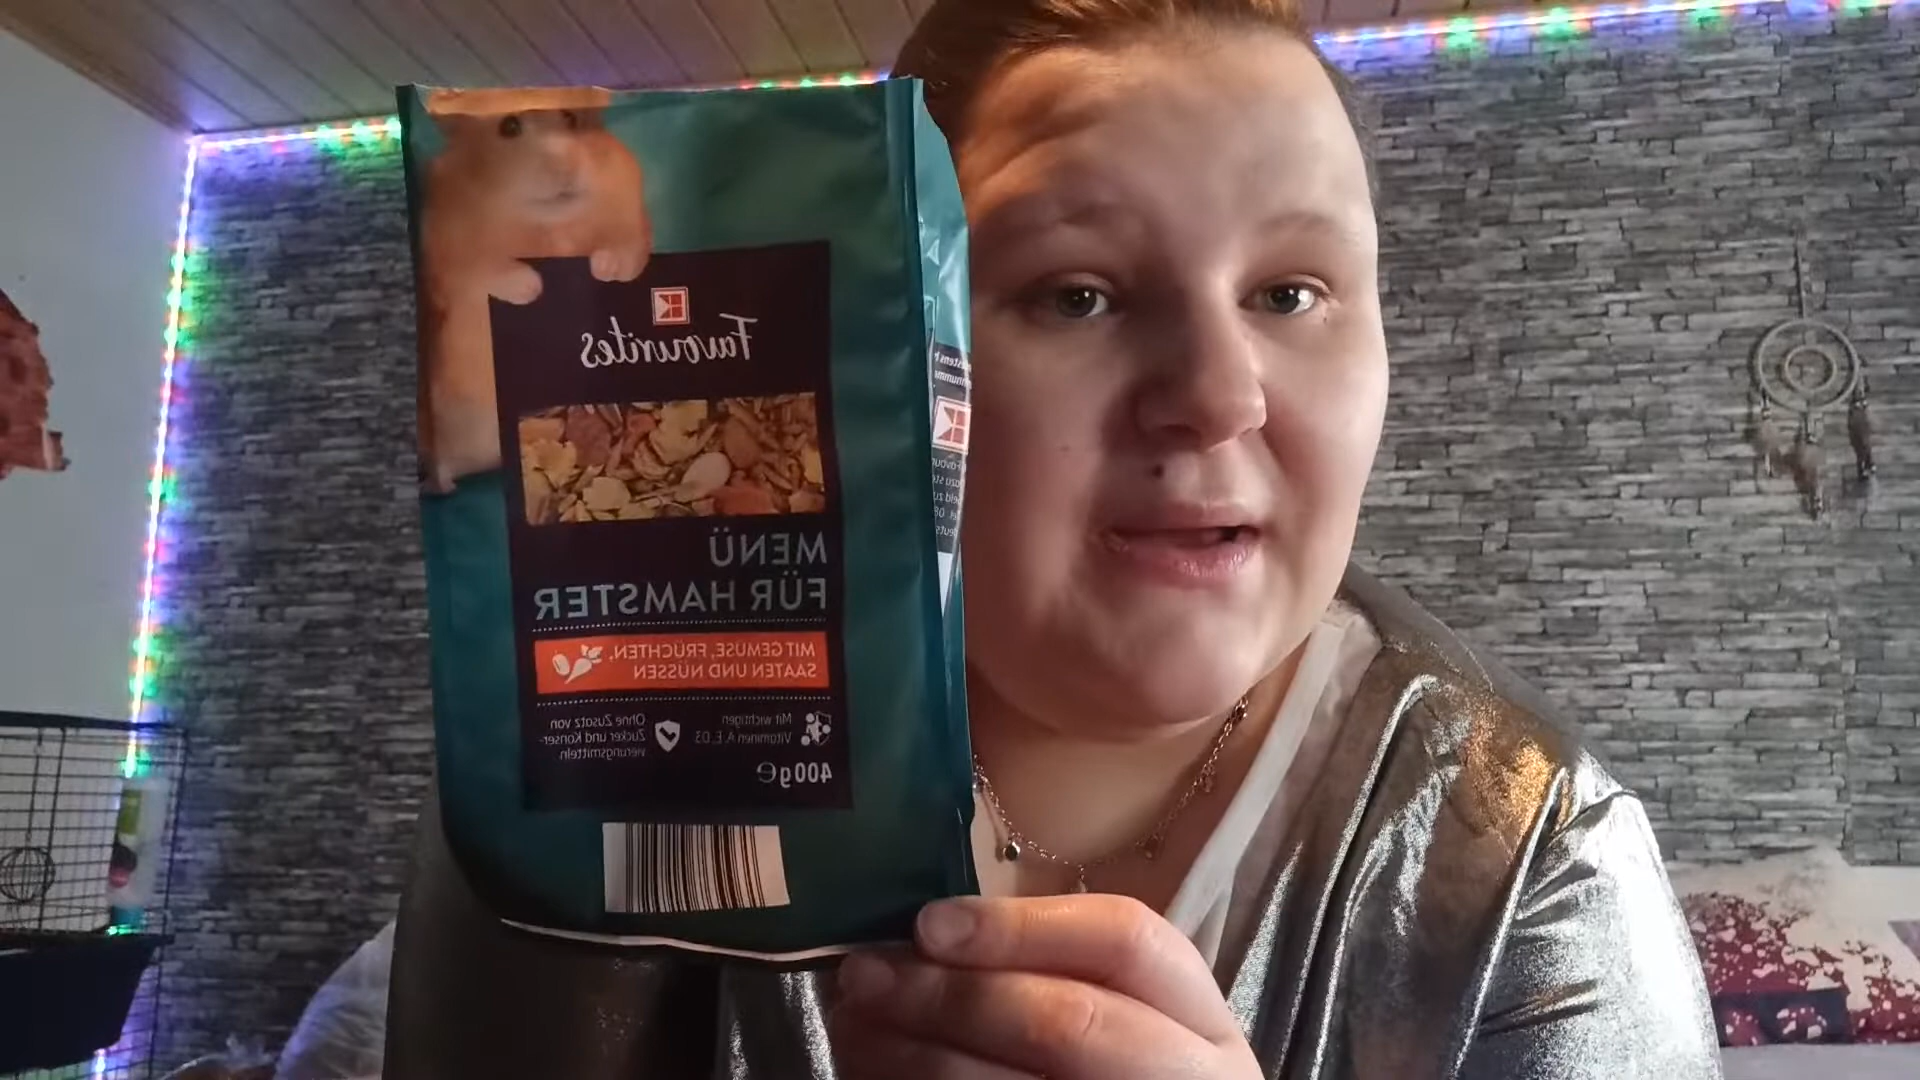 Favourites
MENÜ
FÜR HAMSTER
MIT GEMÜSE, FRÜCHTEN,
SAATEN UND NÜSSEN
Mit wichtigen
Vitaminen A, E, D3
Ohne Zusatz von
Zucker und Konser-
vierungsmitteln
400g e